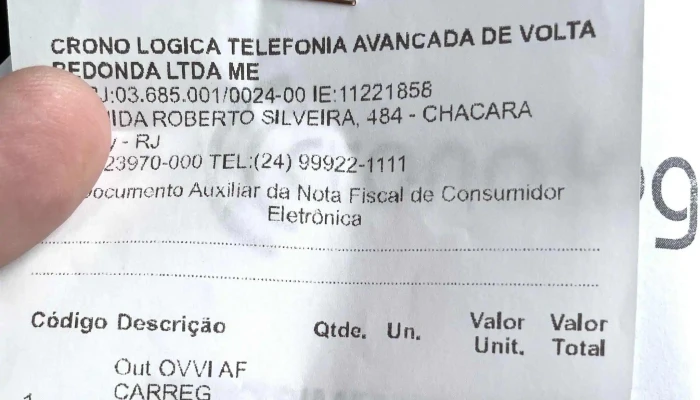 CRONO LOGICA TELEFONIA AVANCADA DE VOLTA
REDONDA LTDA ME
J:03.685.001/0024-00 IE:11221858
IDA ROBERTO SILVEIRA, 484 - CHACARA
- RJ
23970-000 TEL:(24) 99922-1111
Documento Auxiliar da Nota Fiscal de Consumidor
Eletrônica
Código Descrição Qtde. Un. Valor Unit. Valor Total
Out OVVI AF
CARREG